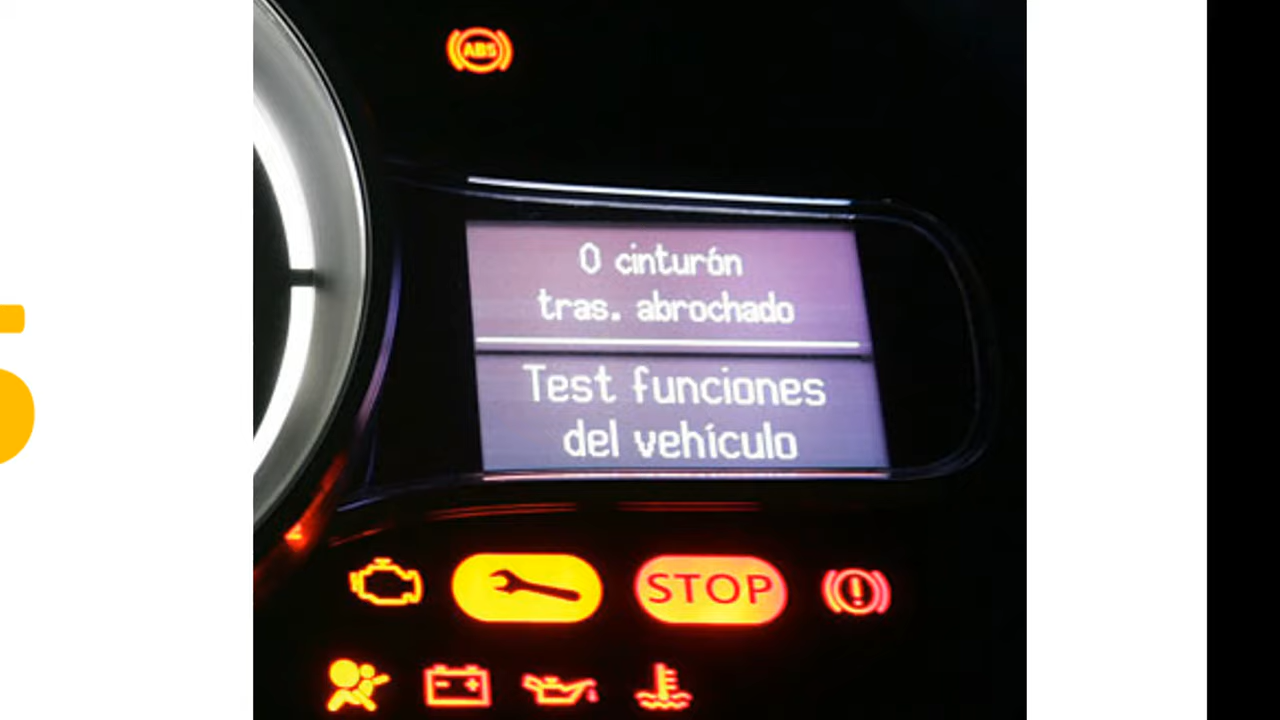 ABS
0 cinturón
tras. abrochado
Test funciones
del vehículo
STOP